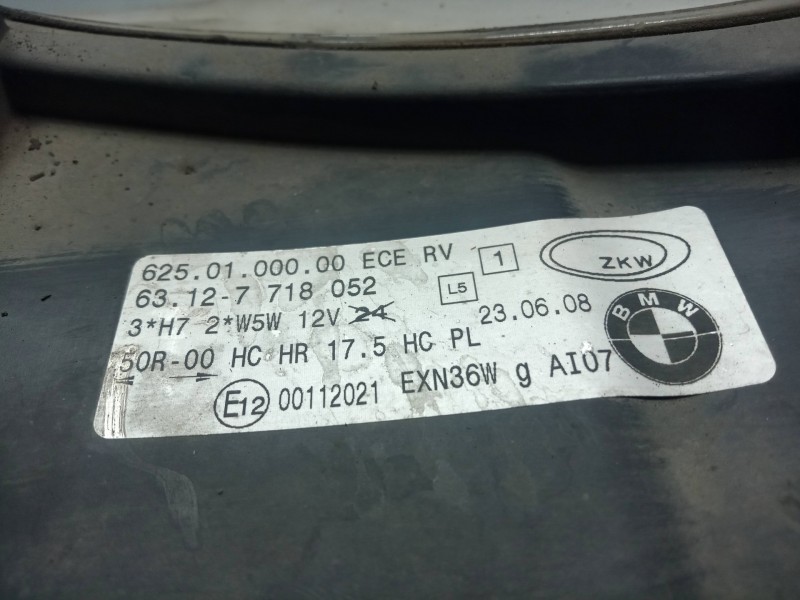 625.01.000.00 ECE RV 1 ZKW
63.12-7 718 052 L5
3*H7 2*W5W 12V 24 23.06.08 BMW
50R-00 HC HR 17.5 HC PL
E12 00112021 EXN36W g AI07